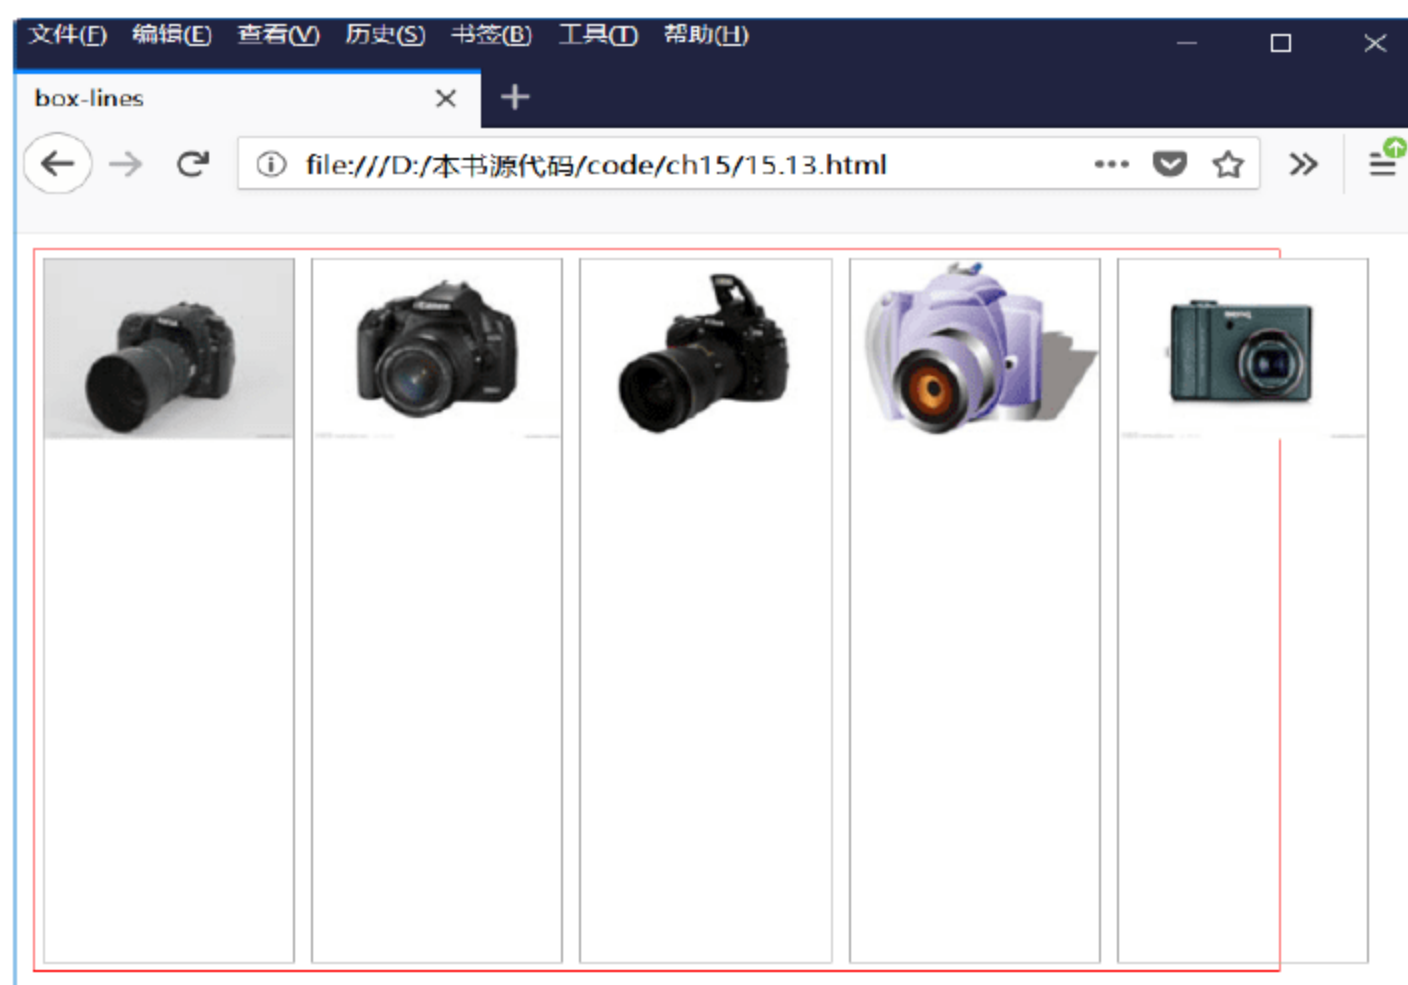 文件(F) 编辑(E) 查看(V) 历史(S) 书签(B) 工具(T) 帮助(H)
box-lines
file:///D:/本书源代码/code/ch15/15.13.html
Canon